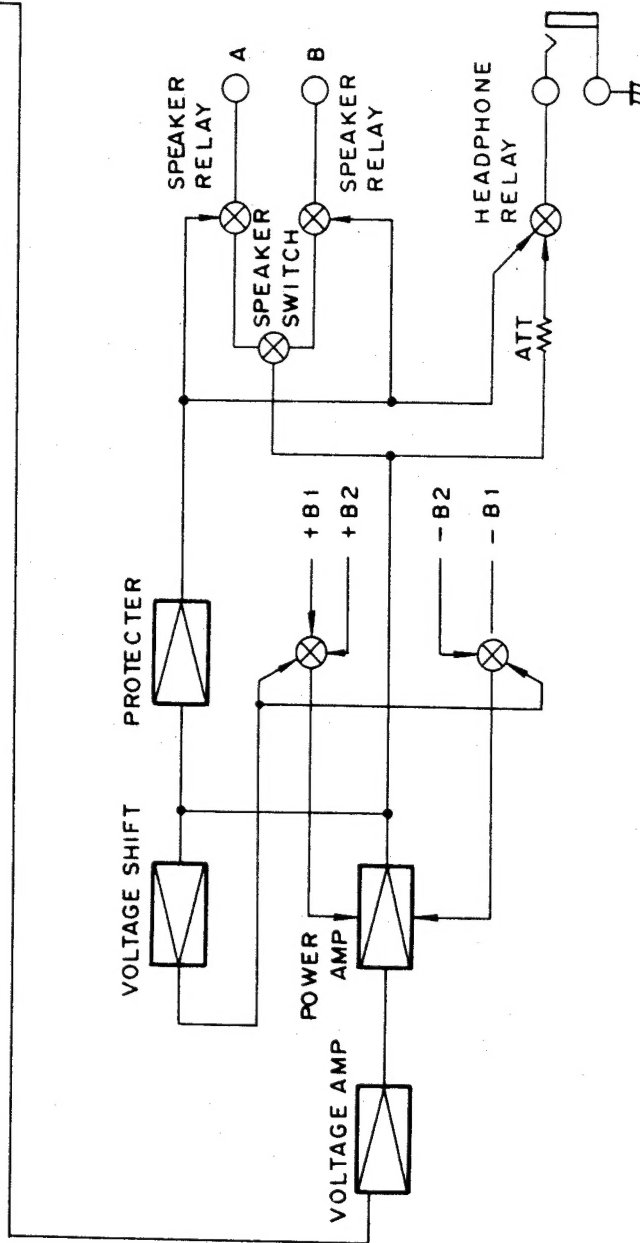 VOLTAGE AMP
POWER
AMP
VOLTAGE SHIFT
PROTECTER
+B1
+B2
-B2
-B1
SPEAKER
RELAY
A
SPEAKER
SWITCH
B
SPEAKER
RELAY
ATT
HEADPHONE
RELAY